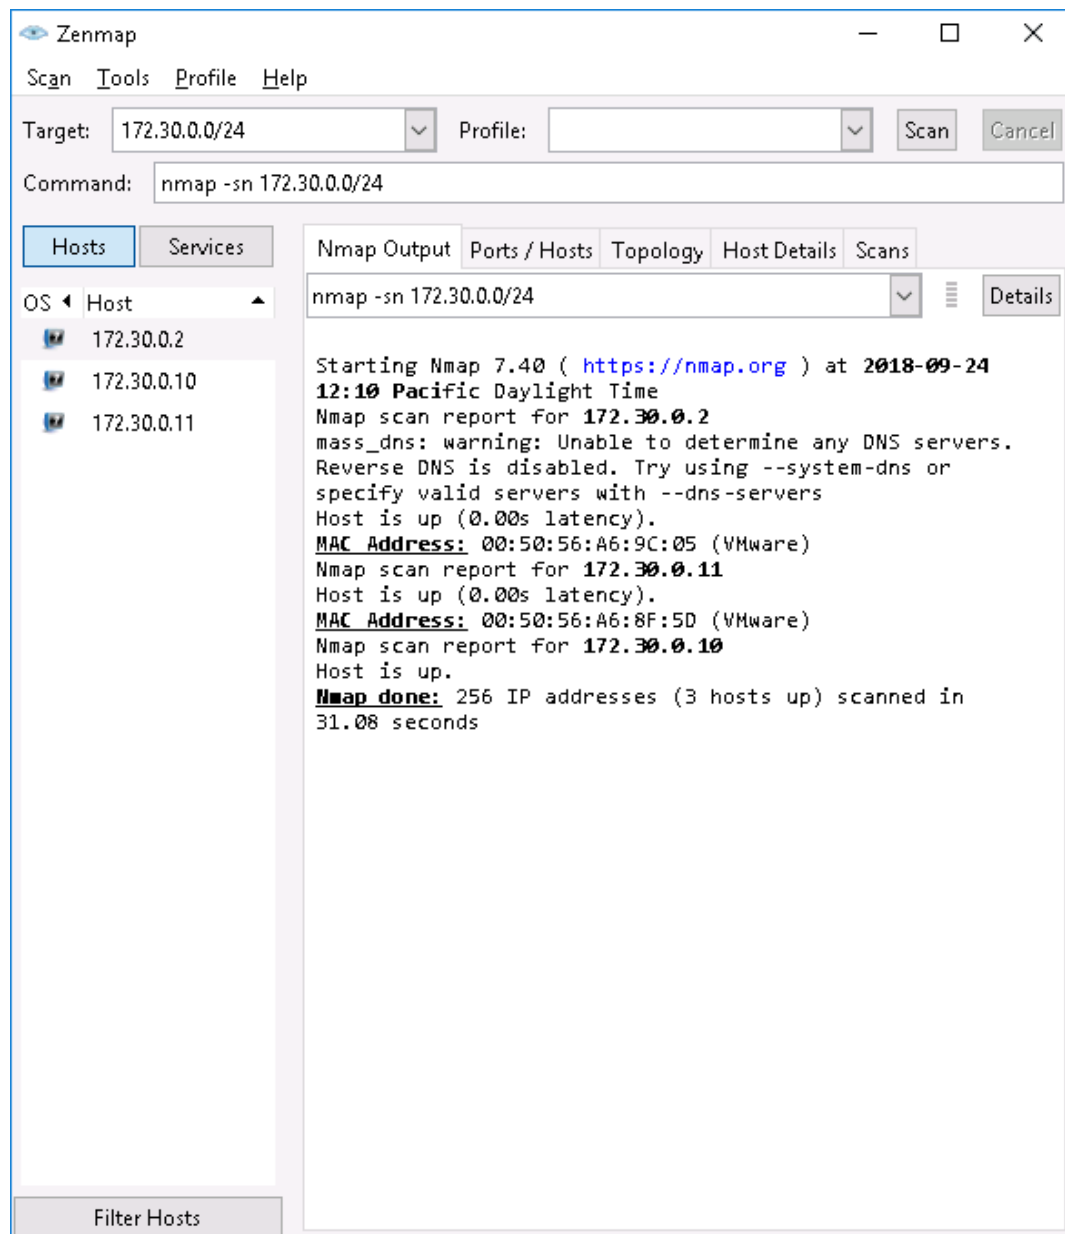 Zenmap
Scan Tools Profile Help
Target: 172.30.0.0/24 Profile: Scan Cancel
Command: nmap -sn 172.30.0.0/24
Hosts Services
Nmap Output Ports / Hosts Topology Host Details Scans
OS Host
nmap -sn 172.30.0.0/24 Details
172.30.0.2
172.30.0.10
172.30.0.11
Starting Nmap 7.40 ( https://nmap.org ) at 2018-09-24
12:10 Pacific Daylight Time
Nmap scan report for 172.30.0.2
mass_dns: warning: Unable to determine any DNS servers.
Reverse DNS is disabled. Try using --system-dns or
specify valid servers with --dns-servers
Host is up (0.00s latency).
MAC Address: 00:50:56:A6:9C:05 (VMware)
Nmap scan report for 172.30.0.11
Host is up (0.00s latency).
MAC Address: 00:50:56:A6:8F:5D (VMware)
Nmap scan report for 172.30.0.10
Host is up.
Nmap done: 256 IP addresses (3 hosts up) scanned in
31.08 seconds
Filter Hosts